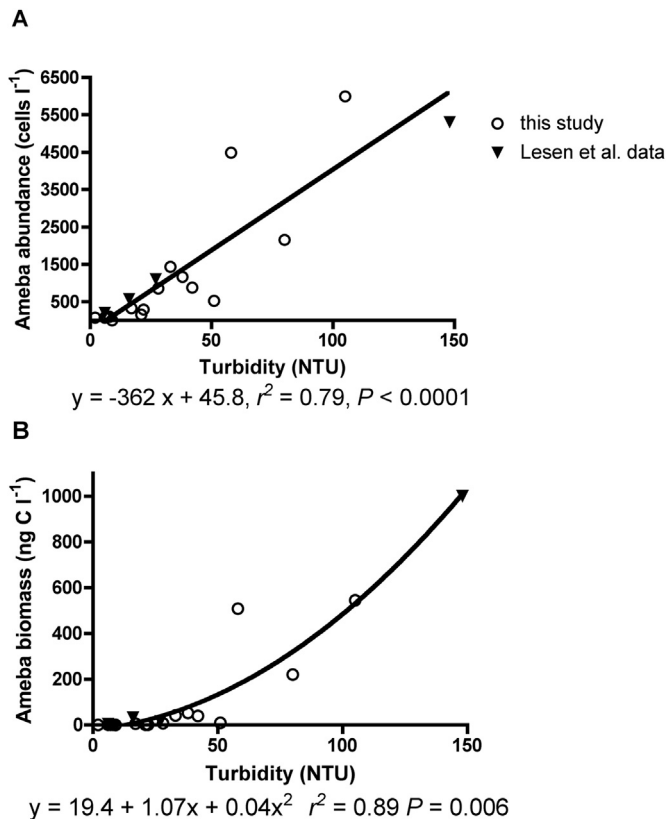 A
Ameba abundance (cells l⁻¹)
6500
5500
4500
3500
2500
1500
500
0
50
100
150
Turbidity (NTU)
this study
Lesen et al. data
y = -362 x + 45.8, r² = 0.79, P < 0.0001
B
Ameba biomass (ng C l⁻¹)
1000
800
600
400
200
0
0
50
100
150
Turbidity (NTU)
y = 19.4 + 1.07x + 0.04x² r² = 0.89 P = 0.006